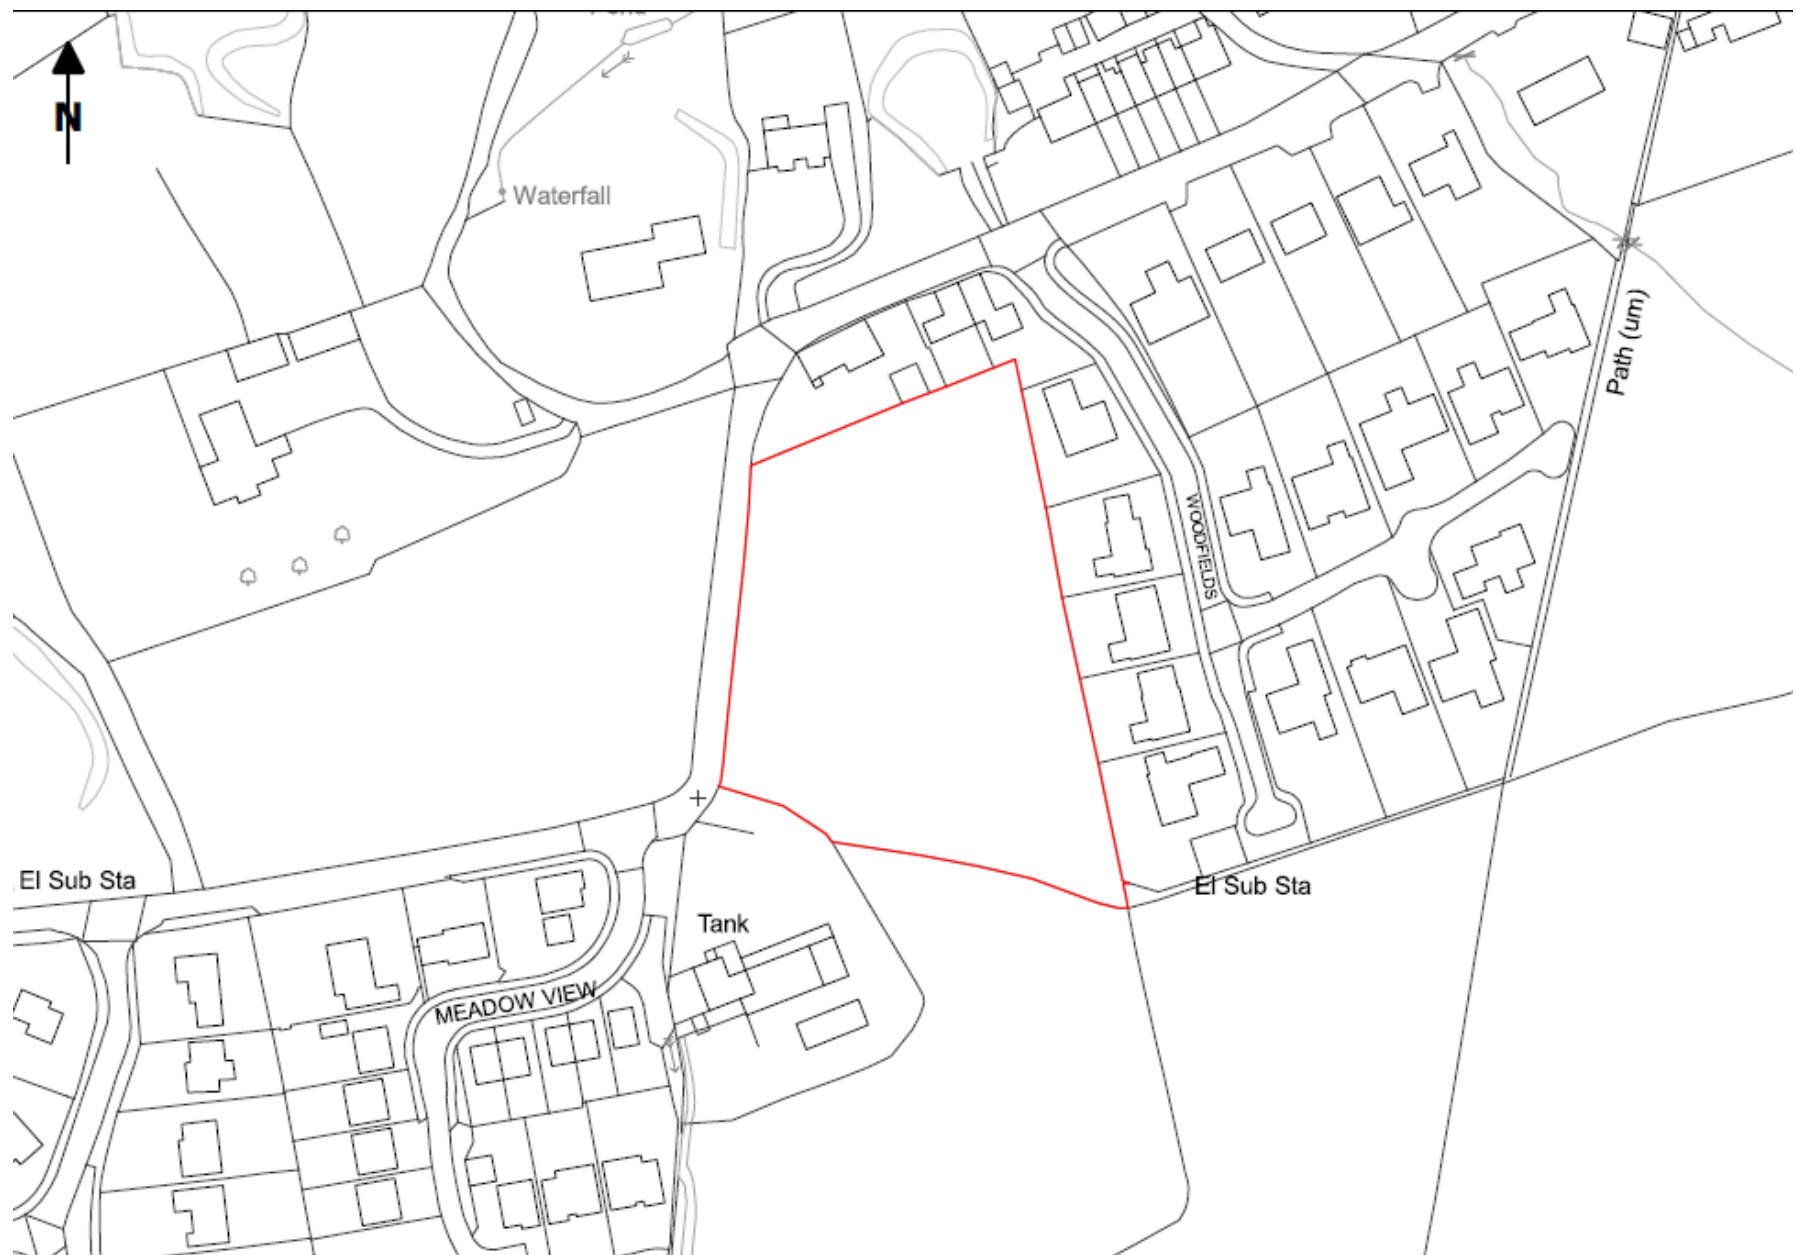 N
Waterfall
Path (um)
WOODFIELDS
El Sub Sta
El Sub Sta
Tank
MEADOW VIEW